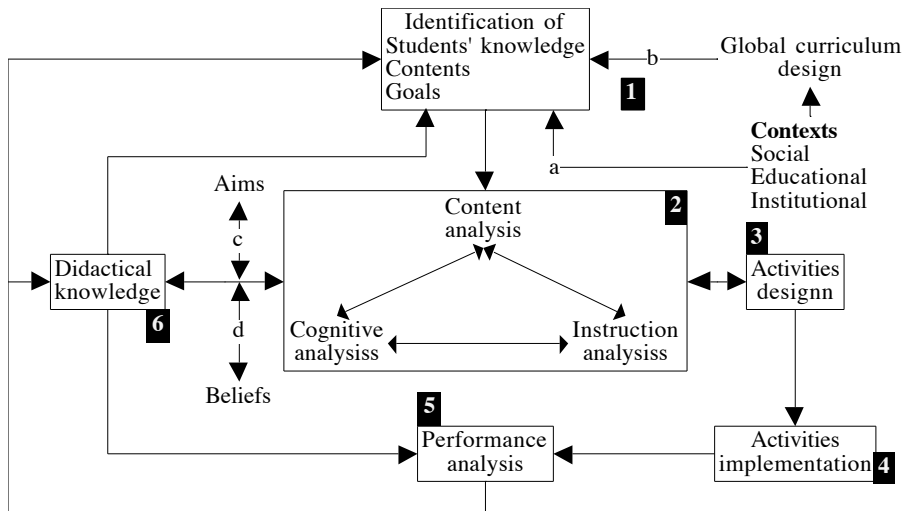 Identification of
Students' knowledge
Contents
Goals
1
b
Global curriculum
design
Contexts
Social
Educational
Institutional
a
Aims
c
d
Beliefs
2
Content
analysis
Cognitive
analysiss
Instruction
analysiss
3
Activities
designn
Didactical
knowledge
6
5
Performance
analysis
Activities
implementation
4